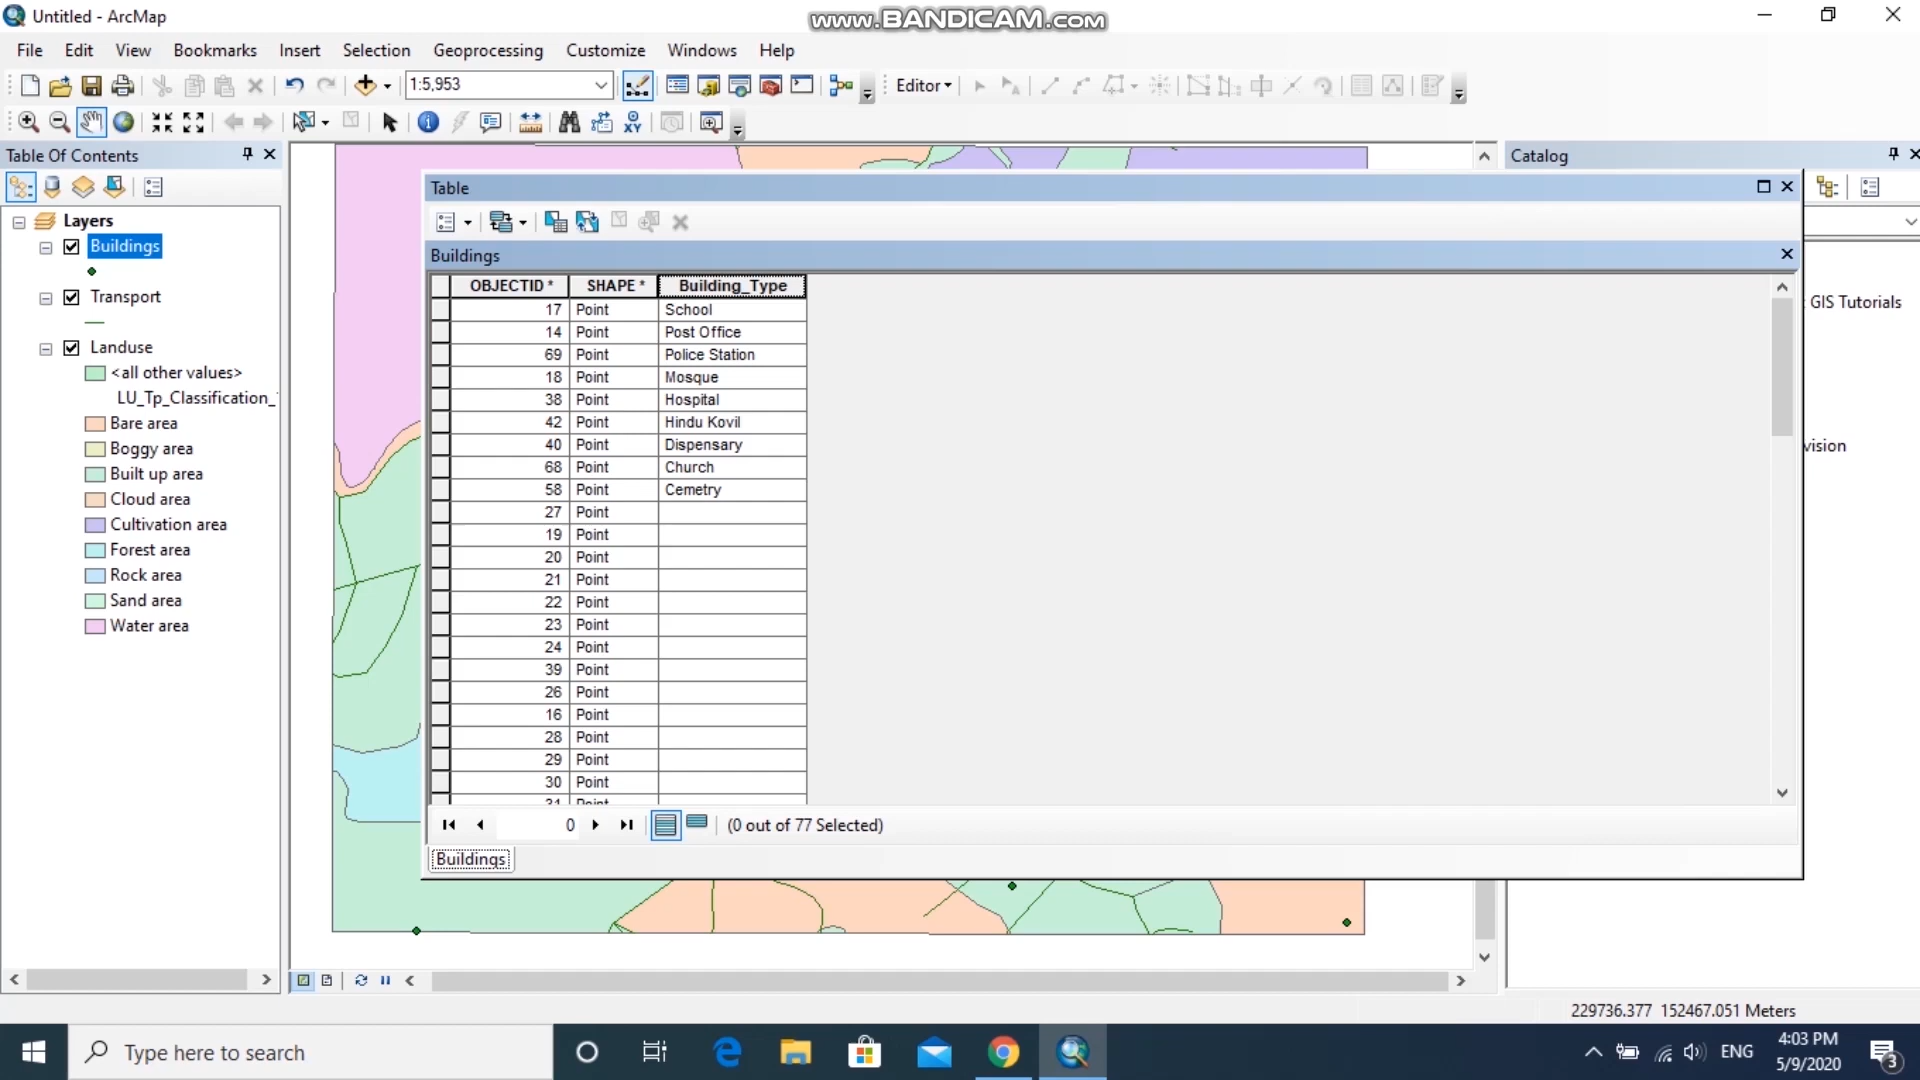 Untitled - ArcMap
www.BANDICAM.com
File Edit View Bookmarks Insert Selection Geoprocessing Customize Windows Help
1:5,953
Editor
Table Of Contents
Layers
Buildings
Transport
Landuse
<all other values>
LU_Tp_Classification_
Bare area
Boggy area
Built up area
Cloud area
Cultivation area
Forest area
Rock area
Sand area
Water area
Table
Buildings
OBJECTID * SHAPE * Building_Type
17 Point School
14 Point Post Office
69 Point Police Station
18 Point Mosque
38 Point Hospital
42 Point Hindu Kovil
40 Point Dispensary
68 Point Church
58 Point Cemetry
27 Point
19 Point
20 Point
21 Point
22 Point
23 Point
24 Point
39 Point
26 Point
16 Point
28 Point
29 Point
30 Point
31 Point
0 (0 out of 77 Selected)
Buildings
Catalog
GIS Tutorials
vision
229736.377 152467.051 Meters
Type here to search
ENG
4:03 PM
5/9/2020
3